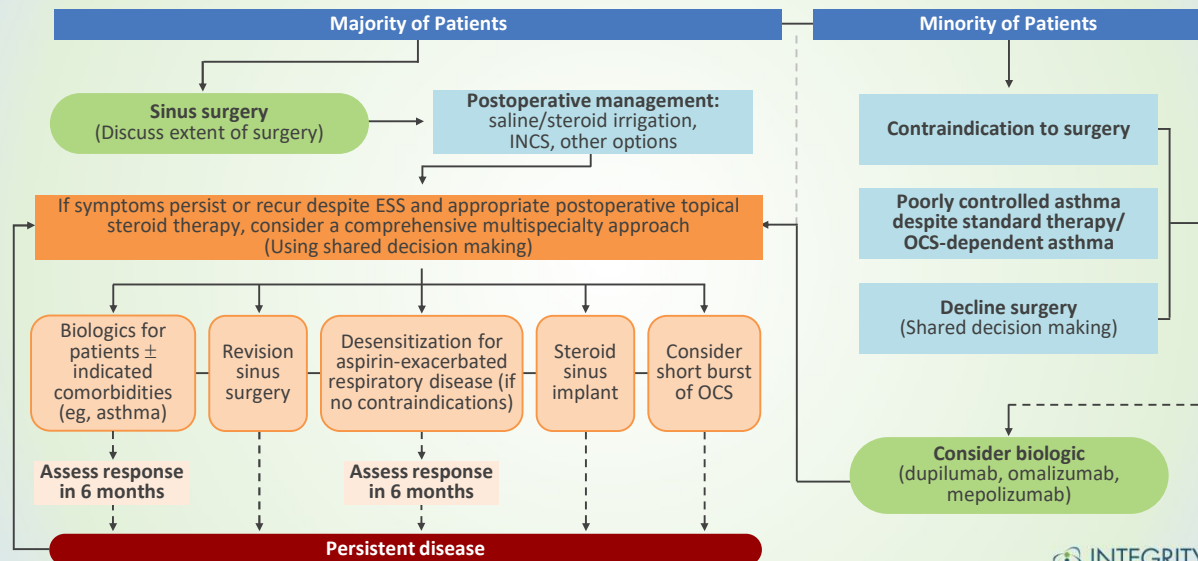 Majority of Patients
Minority of Patients
Sinus surgery
(Discuss extent of surgery)
Postoperative management:
saline/steroid irrigation,
INCS, other options
Contraindication to surgery
Poorly controlled asthma
despite standard therapy/
OCS-dependent asthma
Decline surgery
(Shared decision making)
If symptoms persist or recur despite ESS and appropriate postoperative topical
steroid therapy, consider a comprehensive multispecialty approach
(Using shared decision making)
Biologics for
patients ±
indicated
comorbidities
(eg, asthma)
Revision
sinus
surgery
Desensitization for
aspirin-exacerbated
respiratory disease (if
no contraindications)
Steroid
sinus
implant
Consider
short burst
of OCS
Assess response
in 6 months
Assess response
in 6 months
Consider biologic
(dupilumab, omalizumab,
mepolizumab)
Persistent disease
INTEGRITY